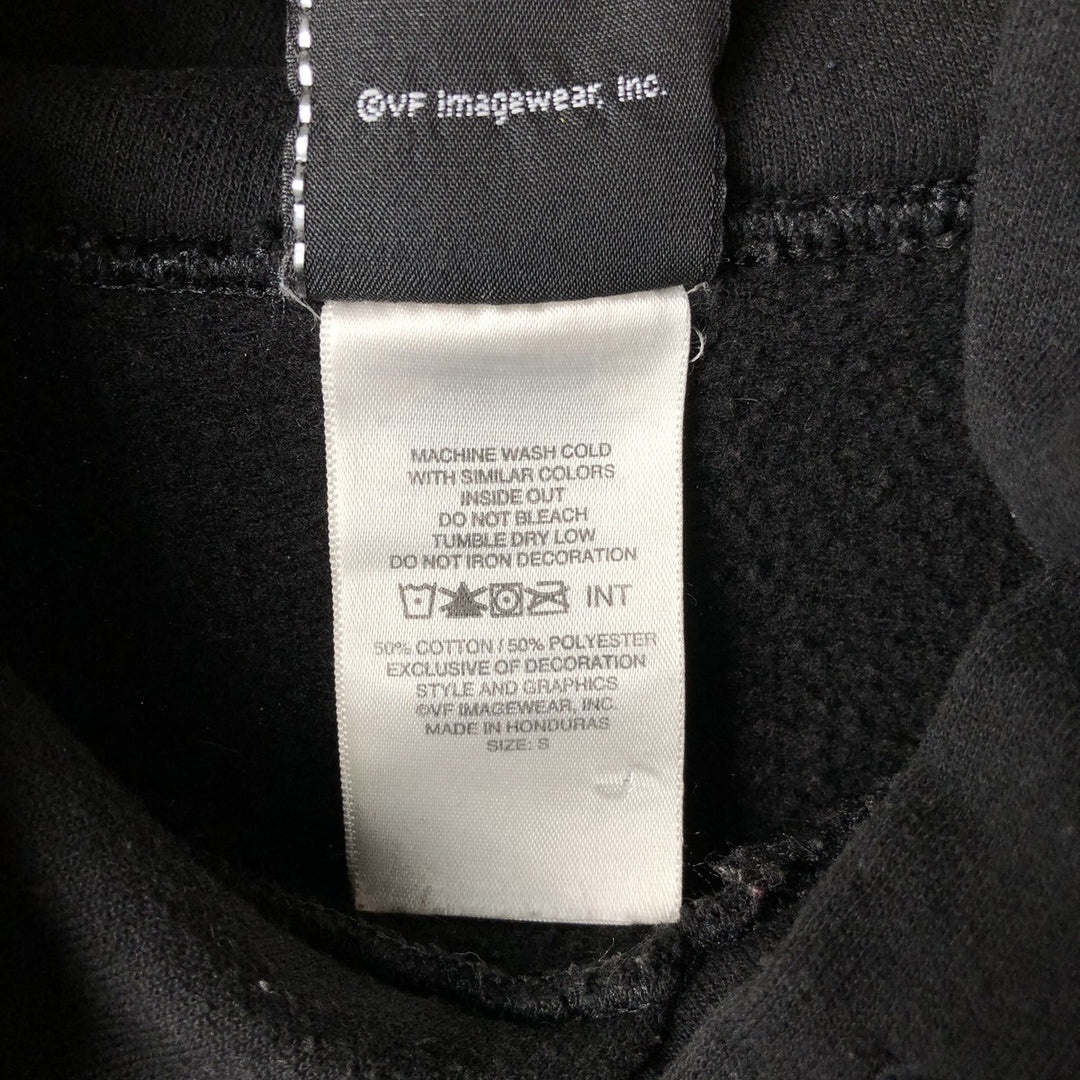 ©VF Imagewear, Inc.
MACHINE WASH COLD
WITH SIMILAR COLORS
INSIDE OUT
DO NOT BLEACH
TUMBLE DRY LOW
DO NOT IRON DECORATION
INT
50% COTTON / 50% POLYESTER
EXCLUSIVE OF DECORATION
STYLE AND GRAPHICS
©VF IMAGEWEAR, INC.
MADE IN HONDURAS
SIZE: S